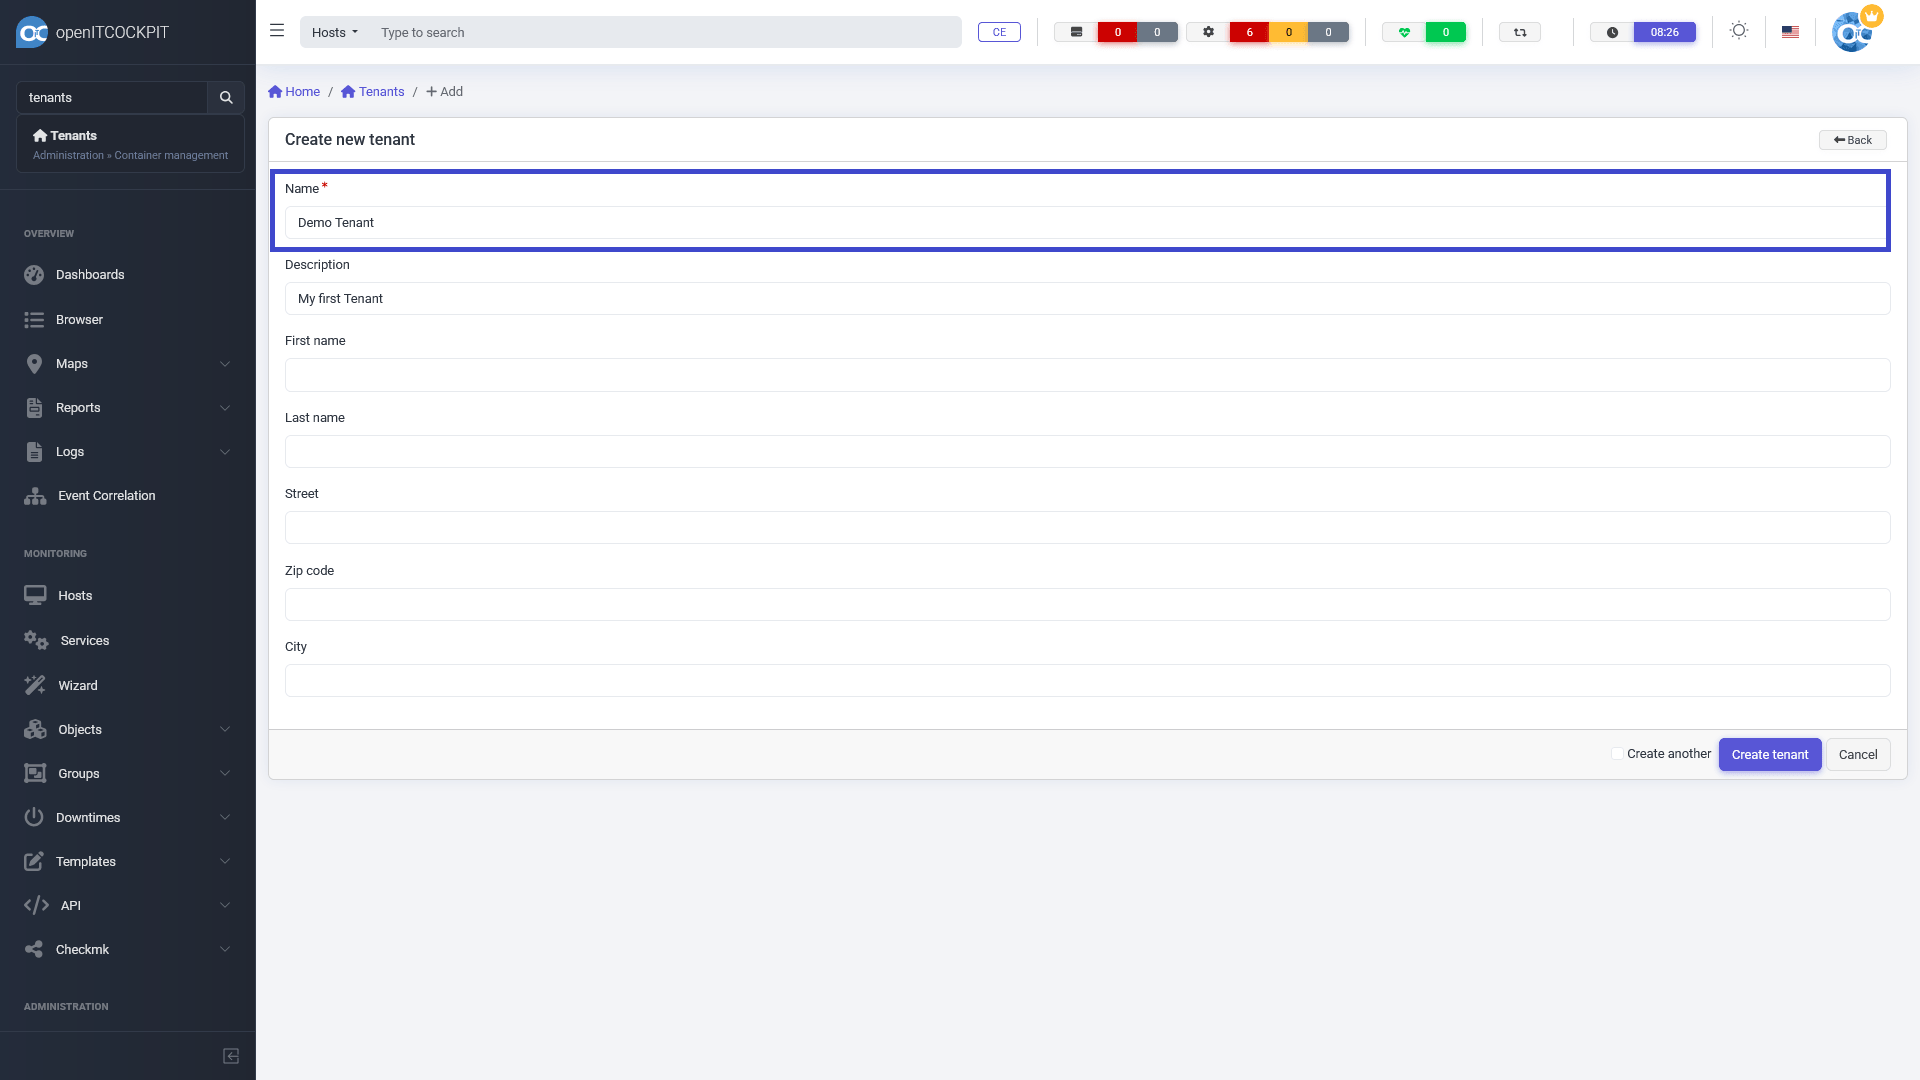 openITCOCKPIT
Hosts
Type to search
CE
0 0
6 0 0
0
08:26
tenants
Tenants
Administration » Container management
OVERVIEW
Dashboards
Browser
Maps
Reports
Logs
Event Correlation
MONITORING
Hosts
Services
Wizard
Objects
Groups
Downtimes
Templates
API
Checkmk
ADMINISTRATION
Home / Tenants / + Add
Create new tenant
Back
Name *
Demo Tenant
Description
My first Tenant
First name
Last name
Street
Zip code
City
Create another Create tenant Cancel